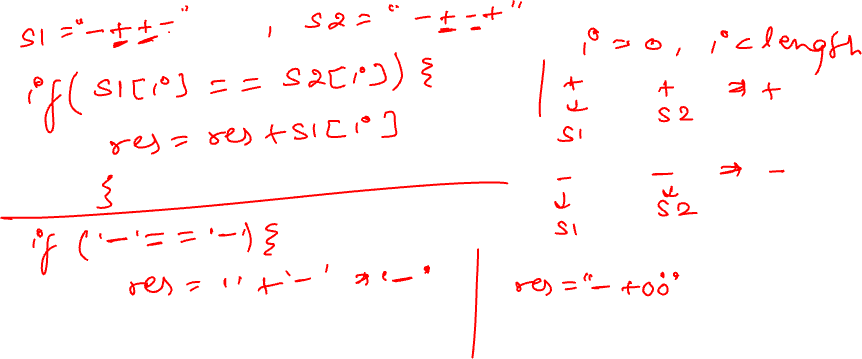 s1 = "-++-" , s2 = "-+-+"
i = 0, i < length
if( s1[i] == s2[i]) {
res = res + s1[i]
}
+ + ⇒ +
↓ ↓
s1 s2
- - ⇒ -
↓ ↓
s1 s2
if ('-' == '-') {
res = '' + '-' ⇒ '-'
res = "-+00"